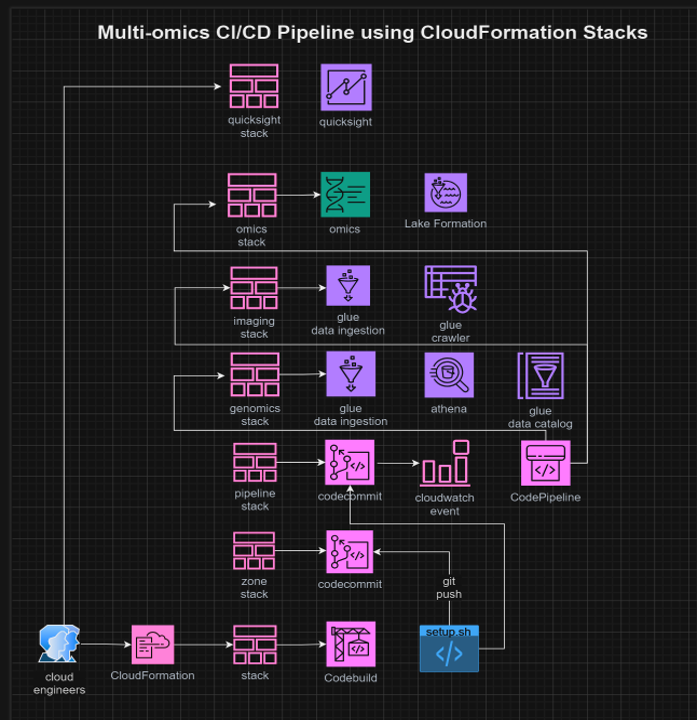 Multi-omics CI/CD Pipeline using CloudFormation Stacks
quicksight
stack
quicksight
omics
stack
omics
Lake Formation
imaging
stack
glue
data ingestion
glue
crawler
genomics
stack
glue
data ingestion
athena
glue
data catalog
pipeline
stack
codecommit
cloudwatch
event
CodePipeline
zone
stack
codecommit
git
push
cloud
engineers
CloudFormation
stack
Codebuild
setup.sh